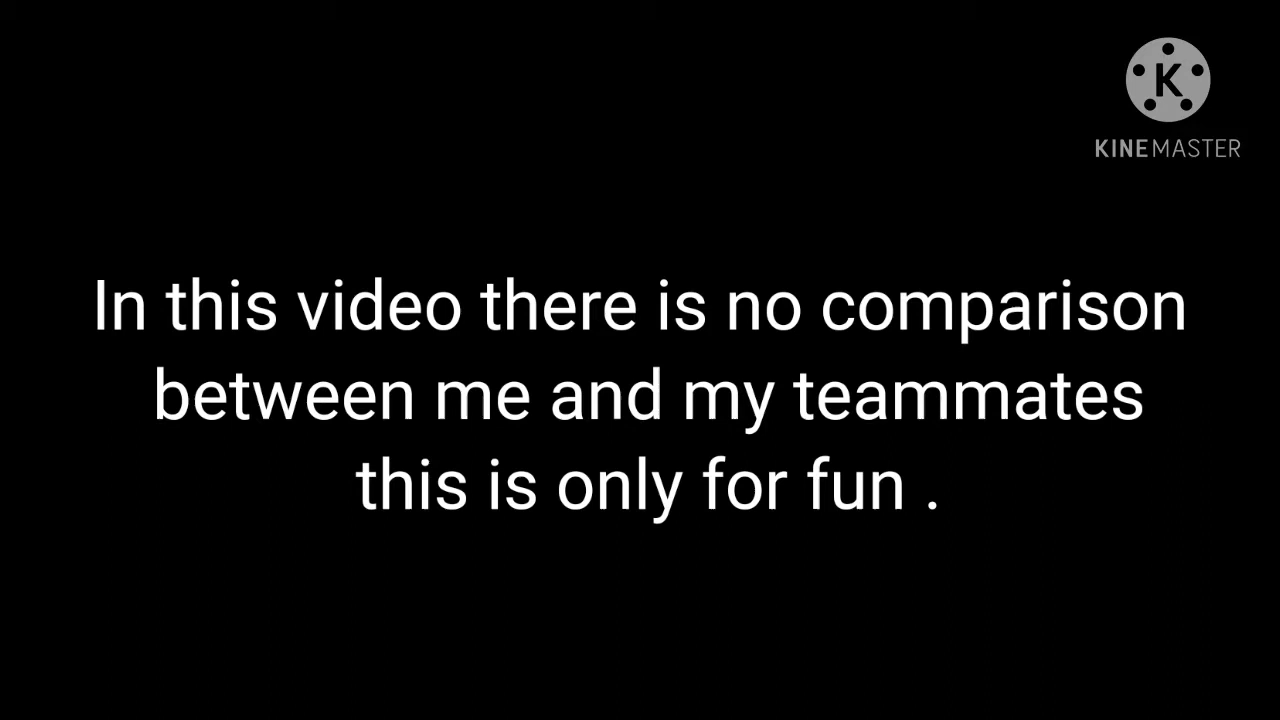 K
KINEMASTER
In this video there is no comparison
between me and my teammates
this is only for fun .